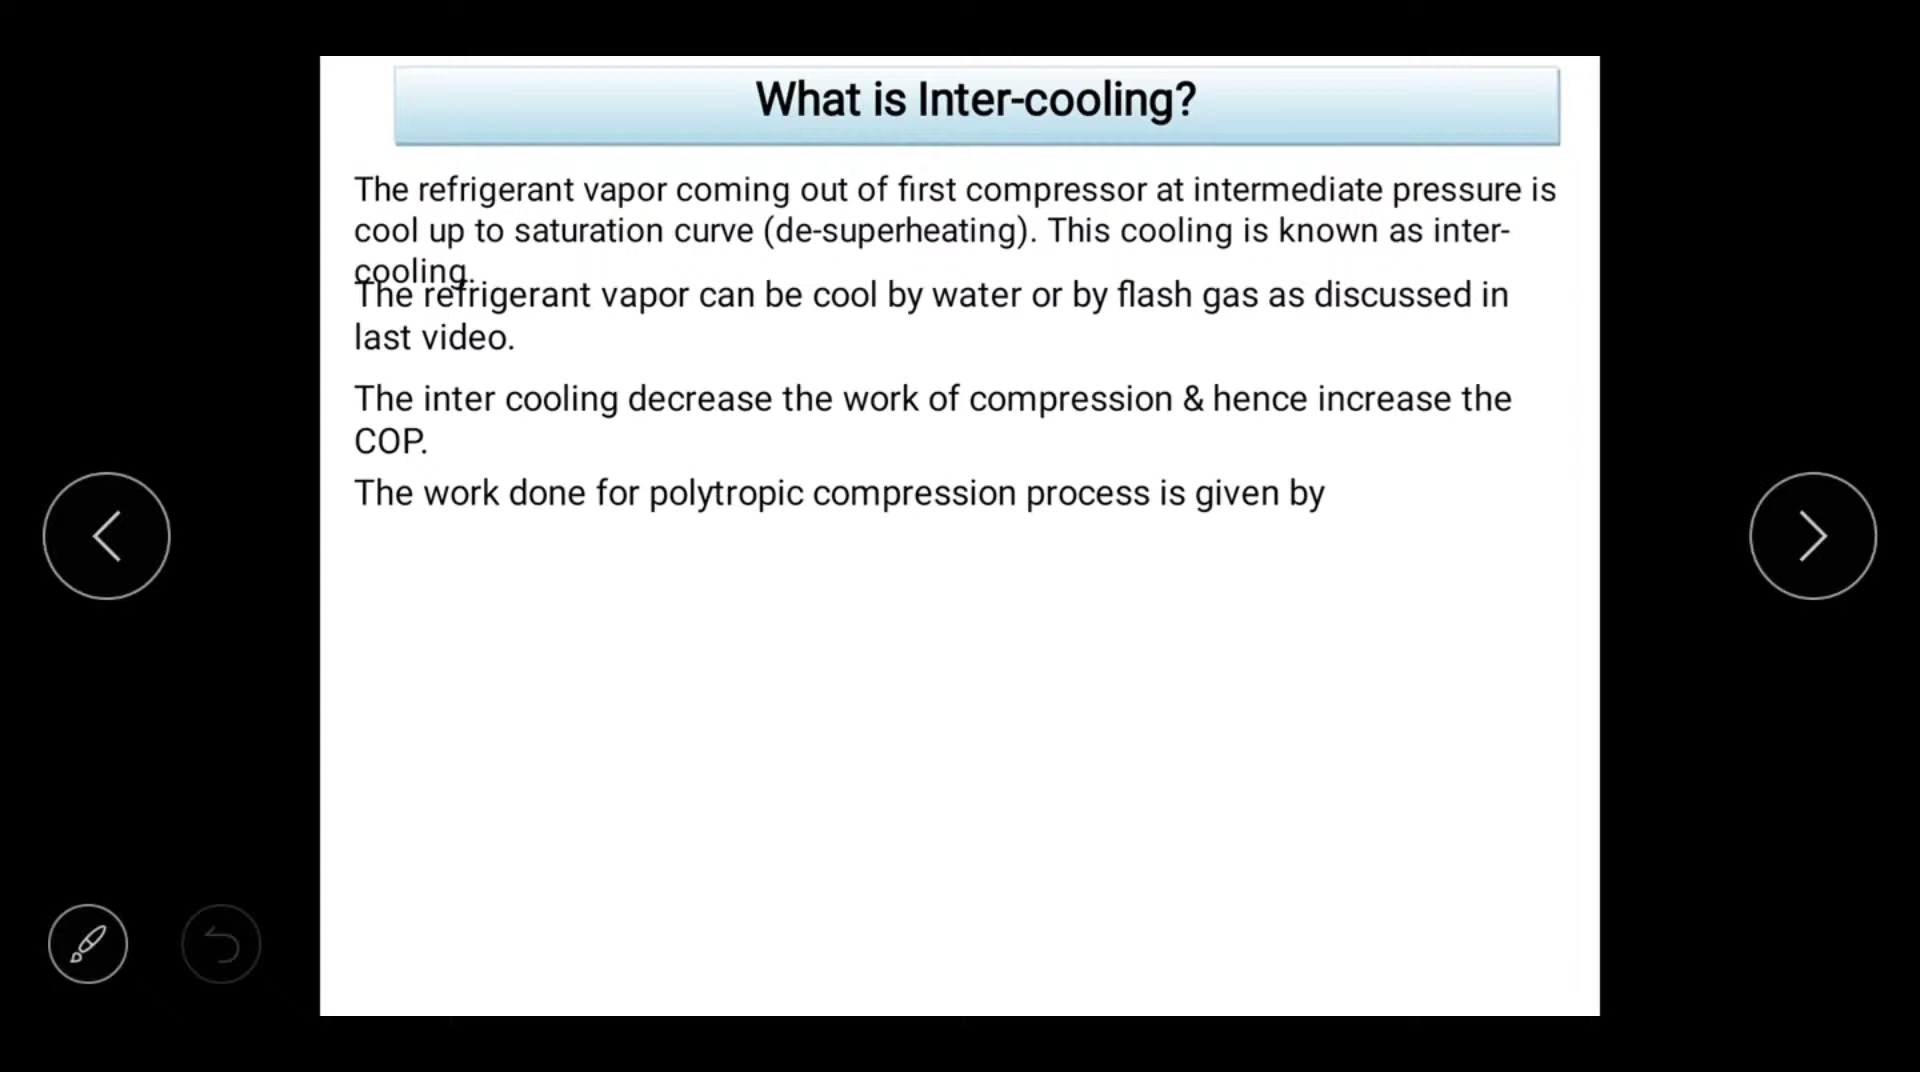 What is Inter-cooling?
The refrigerant vapor coming out of first compressor at intermediate pressure is
cool up to saturation curve (de-superheating). This cooling is known as inter-
cooling.
The refrigerant vapor can be cool by water or by flash gas as discussed in
last video.
The inter cooling decrease the work of compression & hence increase the
COP.
The work done for polytropic compression process is given by